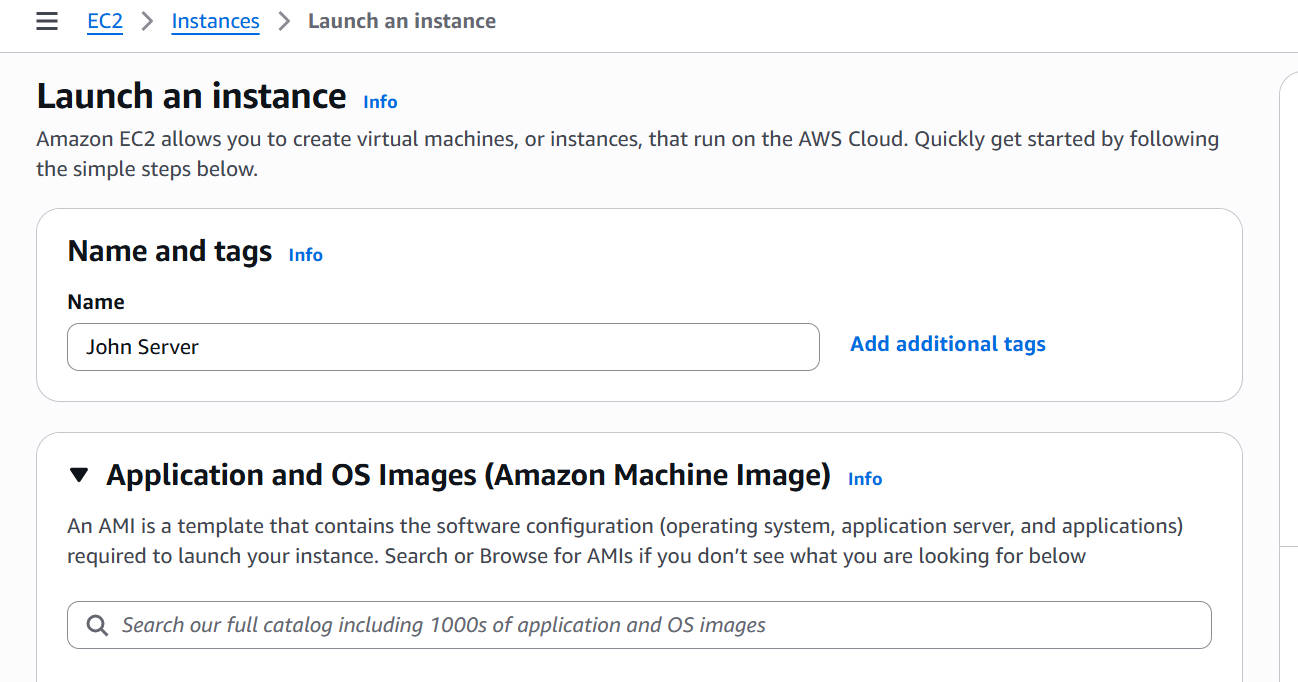 EC2 > Instances > Launch an instance
Launch an instance Info
Amazon EC2 allows you to create virtual machines, or instances, that run on the AWS Cloud. Quickly get started by following
the simple steps below.
Name and tags Info
Name
John Server Add additional tags
Application and OS Images (Amazon Machine Image) Info
An AMI is a template that contains the software configuration (operating system, application server, and applications)
required to launch your instance. Search or Browse for AMIs if you don’t see what you are looking for below
Search our full catalog including 1000s of application and OS images